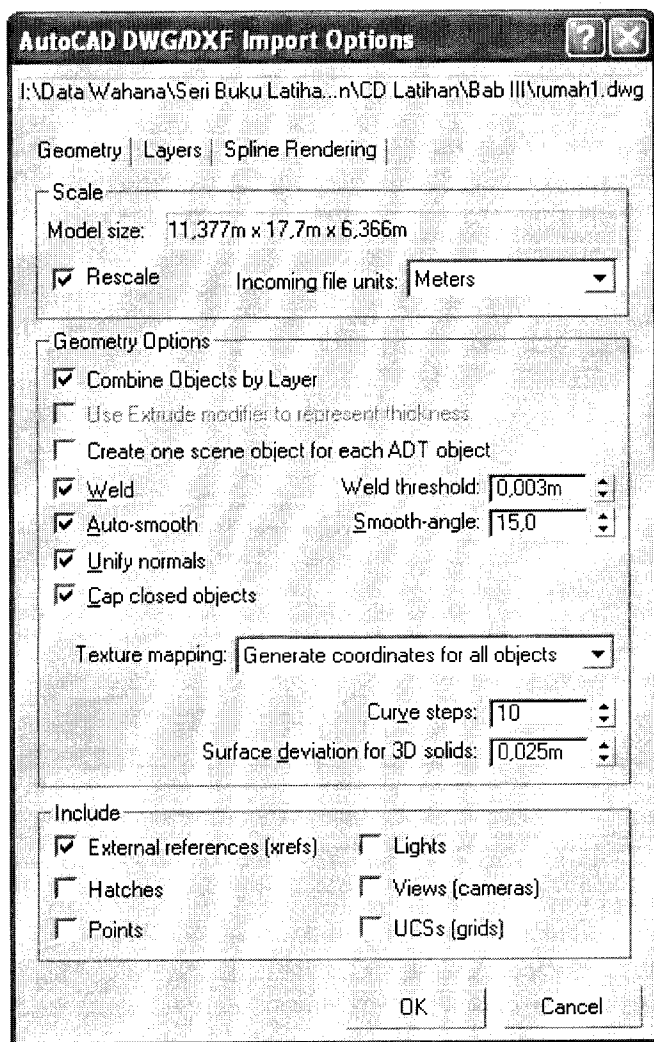 AutoCAD DWG/DXF Import Options
I:\Data Wahana\Seri Buku Latiha...n\CD Latihan\Bab III\rumah1.dwg
Geometry | Layers | Spline Rendering |
Scale
Model size: 11,377m x 17,7m x 6,366m
Rescale Incoming file units: Meters
Geometry Options
Combine Objects by Layer
Use Extrude modifier to represent thickness
Create one scene object for each ADT object
Weld Weld threshold: 0,003m
Auto-smooth Smooth-angle: 15,0
Unify normals
Cap closed objects
Texture mapping: Generate coordinates for all objects
Curve steps: 10
Surface deviation for 3D solids: 0,025m
Include
External references (xrefs) Lights
Hatches Views (cameras)
Points UCSs (grids)
OK Cancel